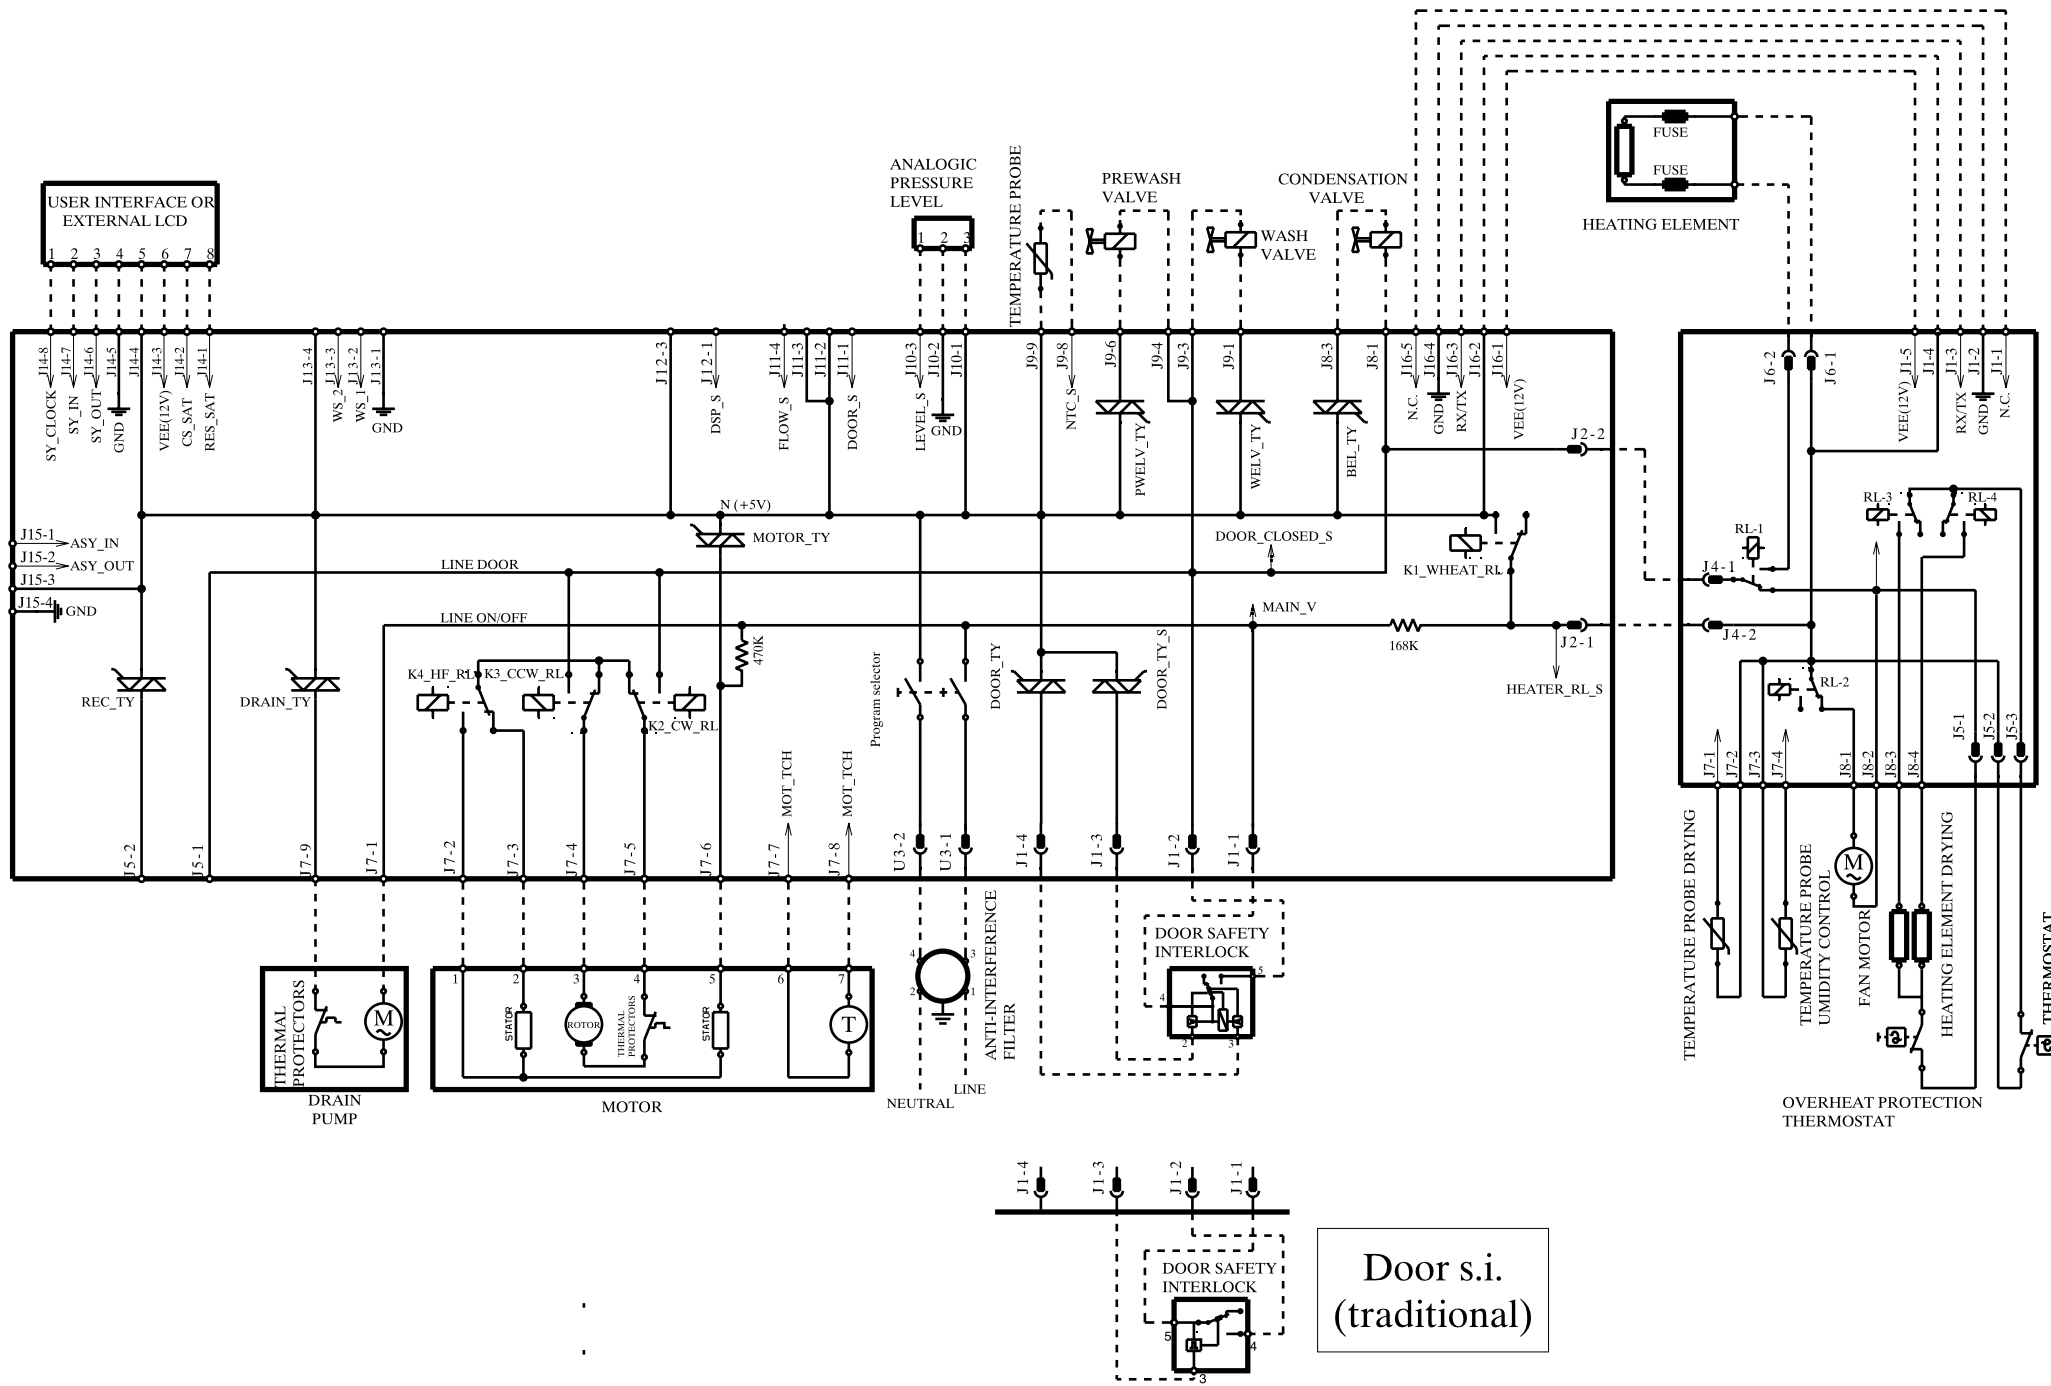 ANALOGIC
PRESSURE
LEVEL
1 2 3
TEMPERATURE PROBE
PREWASH
VALVE
WASH
VALVE
CONDENSATION
VALVE
FUSE
FUSE
HEATING ELEMENT
USER INTERFACE OR
EXTERNAL LCD
1 2 3 4 5 6 7 8
J14-8
J14-7
J14-6
J14-5
J14-4
J14-3
J14-2
J14-1
SY_CLOCK
SY_IN
SY_OUT
GND
VEE(12V)
CS_SAT
RES_SAT
J13-4
J13-3
J13-2
J13-1
WS_2
WS_1
GND
J12-3
J12-1
DSP_S
J11-4
J11-3
J11-2
J11-1
FLOW_S
DOOR_S
J10-3
J10-2
J10-1
LEVEL_S
GND
J9-9
J9-8
J9-6
J9-4
J9-3
J9-1
J8-3
J8-1
NTC_S
PWELV_TY
WELV_TY
BEL_TY
J16-5
J16-4
J16-3
J16-2
J16-1
N.C.
GND
RX/TX
VEE(12V)
J2-2
J6-2
J6-1
J1-5
J1-4
J1-3
J1-2
J1-1
VEE(12V)
RX/TX
GND
N.C.
N (+5V)
MOTOR_TY
DOOR_CLOSED_S
K1_WHEAT_RL
RL-1
RL-3
RL-4
J15-1
ASY_IN
J15-2
ASY_OUT
J15-3
J15-4
GND
LINE DOOR
LINE ON/OFF
MAIN_V
168K
470K
J2-1
HEATER_RL_S
J4-1
J4-2
RL-2
REC_TY
DRAIN_TY
K4_HF_RL
K3_CCW_RL
K2_CW_RL
Program selector
DOOR_TY
DOOR_TY_S
MOT_TCH
MOT_TCH
J5-2
J5-1
J7-9
J7-1
J7-2
J7-3
J7-4
J7-5
J7-6
J7-7
J7-8
U3-2
U3-1
J1-4
J1-3
J1-2
J1-1
J7-1
J7-2
J7-3
J7-4
J8-1
J8-2
J8-3
J8-4
J5-1
J5-2
J5-3
THERMAL
PROTECTORS
M
DRAIN
PUMP
1 2 3 4 5 6 7
STATOR
ROTOR
THERMAL
PROTECTORS
STATOR
T
MOTOR
4 3
2 1
ANTI-INTERFERENCE
FILTER
NEUTRAL
LINE
DOOR SAFETY
INTERLOCK
5
4
2 3
TEMPERATURE PROBE DRYING
TEMPERATURE PROBE
UMIDITY CONTROL
M
FAN MOTOR
HEATING ELEMENT DRYING
THERMOSTAT
OVERHEAT PROTECTION
THERMOSTAT
J1-4
J1-3
J1-2
J1-1
DOOR SAFETY
INTERLOCK
5
4
3
Door s.i.
(traditional)